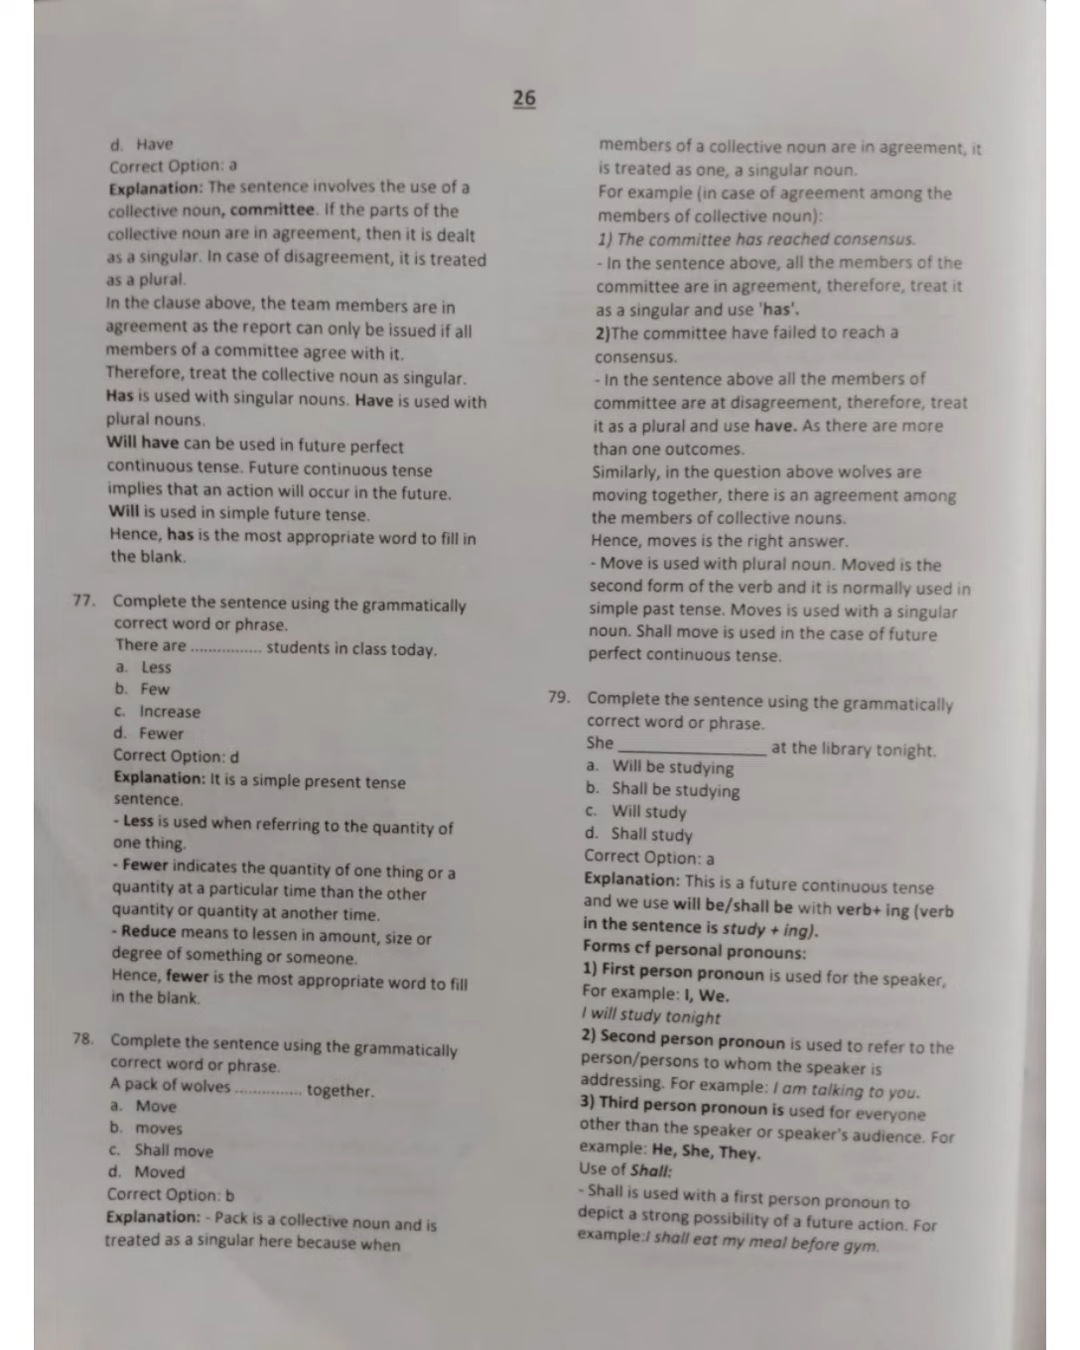 26
d. Have
Correct Option: a
Explanation: The sentence involves the use of a
collective noun, committee. If the parts of the
collective noun are in agreement, then it is dealt
as a singular. In case of disagreement, it is treated
as a plural.
In the clause above, the team members are in
agreement as the report can only be issued if all
members of a committee agree with it.
Therefore, treat the collective noun as singular.
Has is used with singular nouns. Have is used with
plural nouns.
Will have can be used in future perfect
continuous tense. Future continuous tense
implies that an action will occur in the future.
Will is used in simple future tense.
Hence, has is the most appropriate word to fill in
the blank.
77. Complete the sentence using the grammatically
correct word or phrase.
There are ............... students in class today.
a. Less
b. Few
c. Increase
d. Fewer
Correct Option: d
Explanation: It is a simple present tense
sentence.
- Less is used when referring to the quantity of
one thing.
- Fewer indicates the quantity of one thing or a
quantity at a particular time than the other
quantity or quantity at another time.
- Reduce means to lessen in amount, size or
degree of something or someone.
Hence, fewer is the most appropriate word to fill
in the blank.
78. Complete the sentence using the grammatically
correct word or phrase.
A pack of wolves .............. together.
a. Move
b. moves
c. Shall move
d. Moved
Correct Option: b
Explanation: - Pack is a collective noun and is
treated as a singular here because when
members of a collective noun are in agreement, it
is treated as one, a singular noun.
For example (in case of agreement among the
members of collective noun):
1) The committee has reached consensus.
- In the sentence above, all the members of the
committee are in agreement, therefore, treat it
as a singular and use 'has'.
2)The committee have failed to reach a
consensus.
- In the sentence above all the members of
committee are at disagreement, therefore, treat
it as a plural and use have. As there are more
than one outcomes.
Similarly, in the question above wolves are
moving together, there is an agreement among
the members of collective nouns.
Hence, moves is the right answer.
- Move is used with plural noun. Moved is the
second form of the verb and it is normally used in
simple past tense. Moves is used with a singular
noun. Shall move is used in the case of future
perfect continuous tense.
79. Complete the sentence using the grammatically
correct word or phrase.
She ________________ at the library tonight.
a. Will be studying
b. Shall be studying
c. Will study
d. Shall study
Correct Option: a
Explanation: This is a future continuous tense
and we use will be/shall be with verb+ ing (verb
in the sentence is study + ing).
Forms cf personal pronouns:
1) First person pronoun is used for the speaker,
For example: I, We.
I will study tonight
2) Second person pronoun is used to refer to the
person/persons to whom the speaker is
addressing. For example: I am talking to you.
3) Third person pronoun is used for everyone
other than the speaker or speaker's audience. For
example: He, She, They.
Use of Shall:
- Shall is used with a first person pronoun to
depict a strong possibility of a future action. For
example:I shall eat my meal before gym.